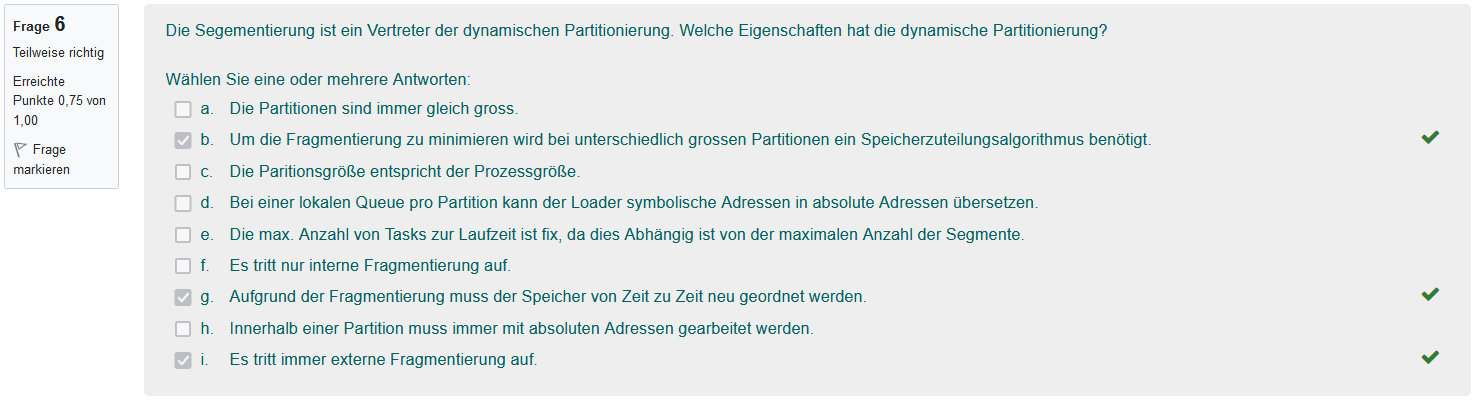 Frage 6
Teilweise richtig
Erreichte
Punkte 0,75 von
1,00
Frage
markieren
Die Segementierung ist ein Vertreter der dynamischen Partitionierung. Welche Eigenschaften hat die dynamische Partitionierung?
Wählen Sie eine oder mehrere Antworten:
a. Die Partitionen sind immer gleich gross.
b. Um die Fragmentierung zu minimieren wird bei unterschiedlich grossen Partitionen ein Speicherzuteilungsalgorithmus benötigt.
c. Die Paritionsgröße entspricht der Prozessgröße.
d. Bei einer lokalen Queue pro Partition kann der Loader symbolische Adressen in absolute Adressen übersetzen.
e. Die max. Anzahl von Tasks zur Laufzeit ist fix, da dies Abhängig ist von der maximalen Anzahl der Segmente.
f. Es tritt nur interne Fragmentierung auf.
g. Aufgrund der Fragmentierung muss der Speicher von Zeit zu Zeit neu geordnet werden.
h. Innerhalb einer Partition muss immer mit absoluten Adressen gearbeitet werden.
i. Es tritt immer externe Fragmentierung auf.